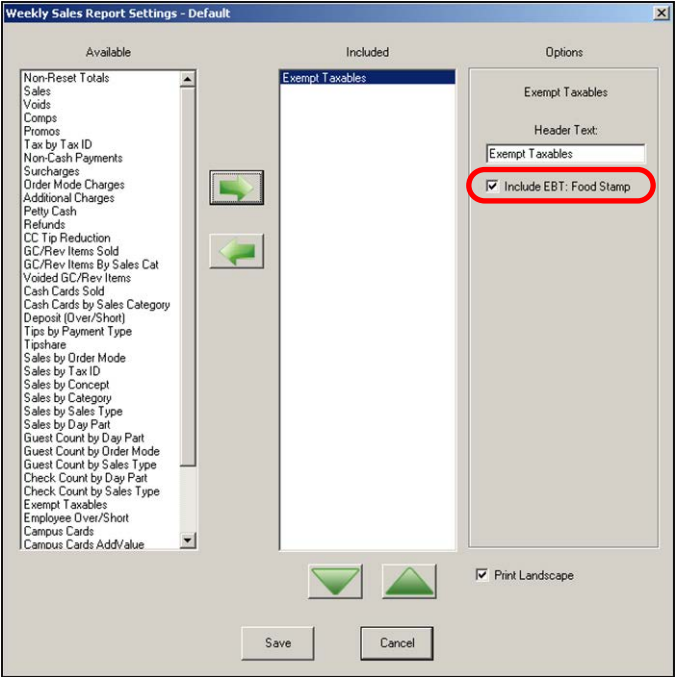 Weekly Sales Report Settings - Default
Available
Non-Reset Totals
Sales
Voids
Comps
Promos
Tax by Tax ID
Non-Cash Payments
Surcharges
Order Mode Charges
Additional Charges
Petty Cash
Refunds
CC Tip Reduction
GC/Rev Items Sold
GC/Rev Items By Sales Cat
Voided GC/Rev Items
Cash Cards Sold
Cash Cards by Sales Category
Deposit (Over/Short)
Tips by Payment Type
Tipshare
Sales by Order Mode
Sales by Tax ID
Sales by Concept
Sales by Category
Sales by Sales Type
Sales by Day Part
Guest Count by Day Part
Guest Count by Order Mode
Guest Count by Sales Type
Check Count by Day Part
Check Count by Sales Type
Exempt Taxables
Employee Over/Short
Campus Cards
Campus Cards AddValue
Included
Exempt Taxables
Options
Exempt Taxables
Header Text:
Exempt Taxables
Include EBT: Food Stamp
Print Landscape
Save
Cancel